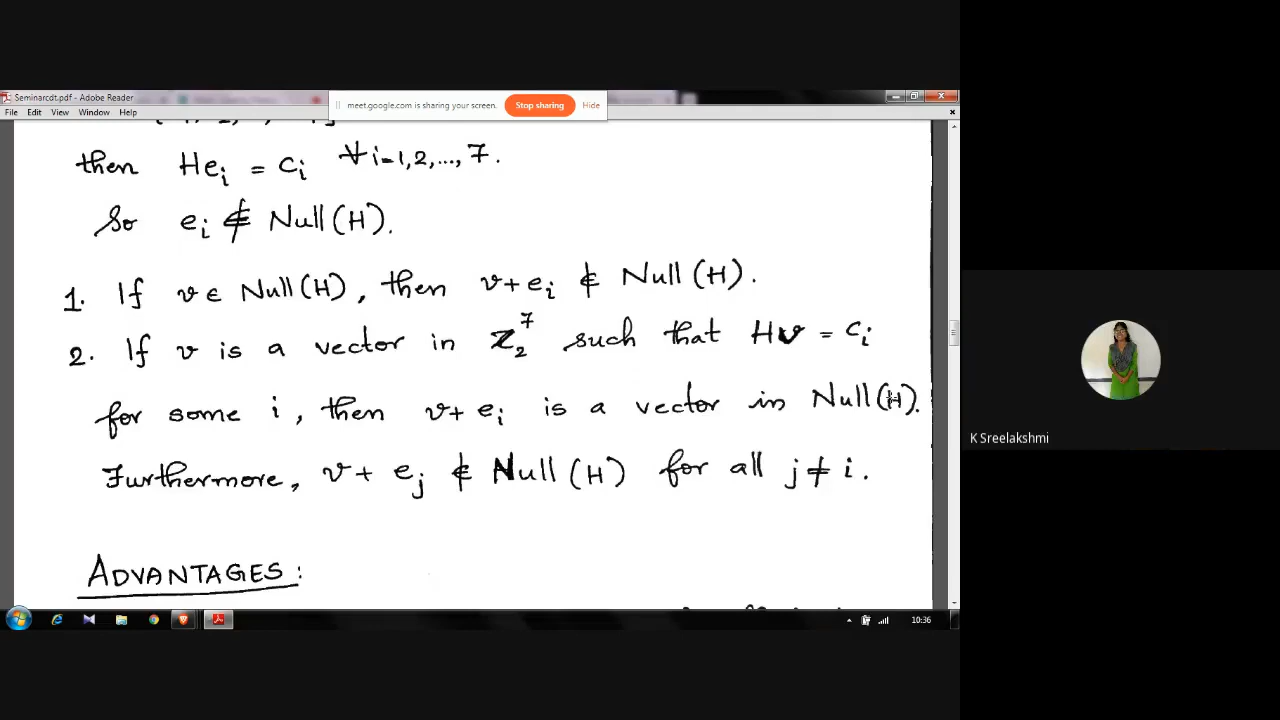 Seminarcdt.pdf - Adobe Reader
File Edit View Window Help
meet.google.com is sharing your screen. Stop sharing Hide
then Heᵢ = cᵢ ∀i=1,2,...,7.
So eᵢ ∉ Null(H).
1. If v ∈ Null(H), then v+eᵢ ∉ Null(H).
2. If v is a vector in Z₂⁷ such that Hv = cᵢ
for some i, then v+eᵢ is a vector in Null(H).
Furthermore, v+eⱼ ∉ Null(H) for all j≠i.
ADVANTAGES:
K Sreelakshmi
10:36